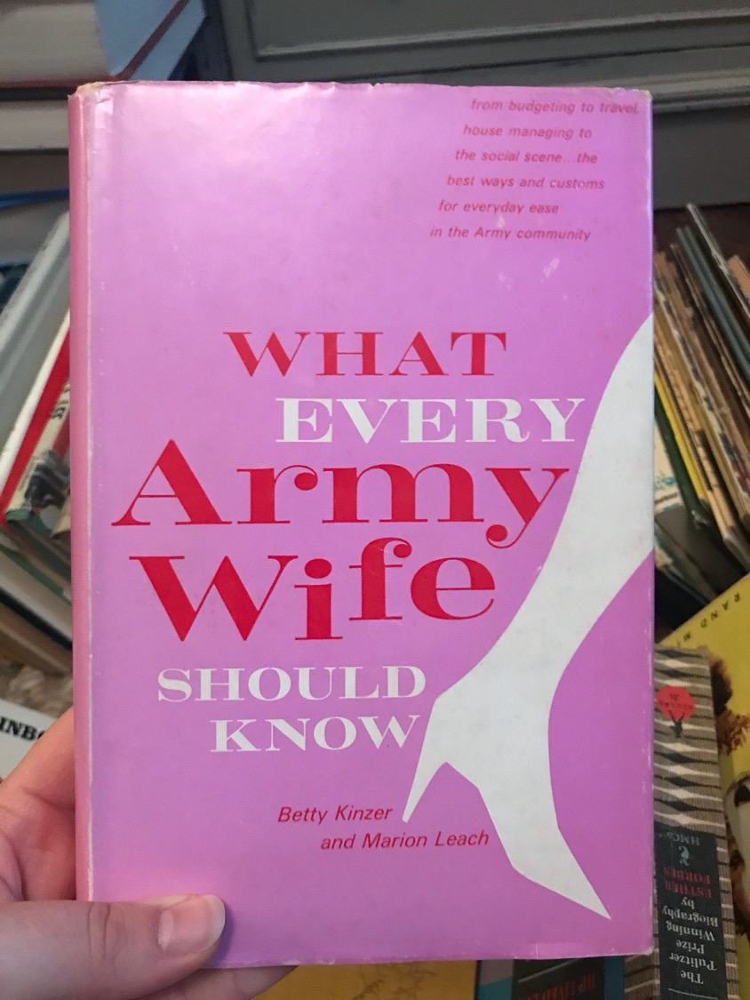 from budgeting to travel,
house managing to
the social scene...the
best ways and customs
for everyday ease
in the Army community
WHAT
EVERY
Army
Wife
SHOULD
KNOW
Betty Kinzer
and Marion Leach
RAND M
The
Pulitzer
Prize
Winning
Biography
by
ESTHER
FORBES
HMCo
INBO